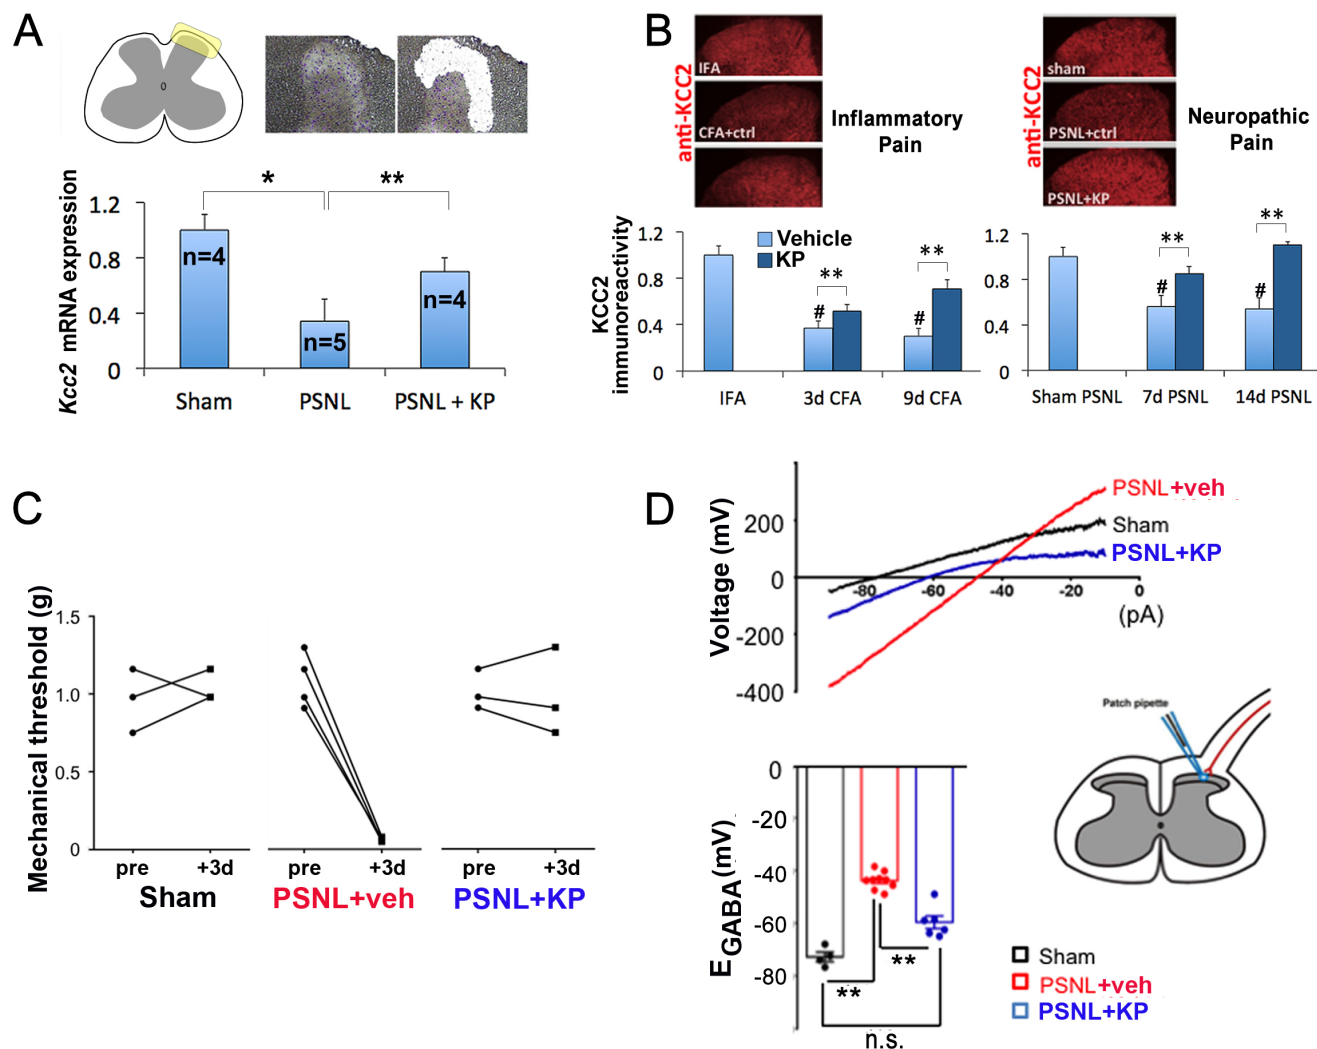 A
*
**
Kcc2 mRNA expression
1.2
0.8
0.4
0
n=4
n=5
n=4
Sham
PSNL
PSNL + KP
B
anti-KCC2
IFA
CFA+ctrl
Inflammatory
Pain
anti-KCC2
sham
PSNL+ctrl
PSNL+KP
Neuropathic
Pain
KCC2
immunoreactivity
1.2
0.8
0.4
0
Vehicle
KP
**
**
#
#
IFA
3d CFA
9d CFA
1.2
0.8
0.4
0
**
**
#
#
Sham PSNL
7d PSNL
14d PSNL
C
Mechanical threshold (g)
1.5
1.0
0.5
0
pre
+3d
Sham
pre
+3d
PSNL+veh
pre
+3d
PSNL+KP
D
Voltage (mV)
200
0
-200
-400
-80
-60
-40
-20
0
(pA)
PSNL+veh
Sham
PSNL+KP
Patch pipette
EGABA(mV)
0
-20
-40
-60
-80
**
**
n.s.
Sham
PSNL+veh
PSNL+KP